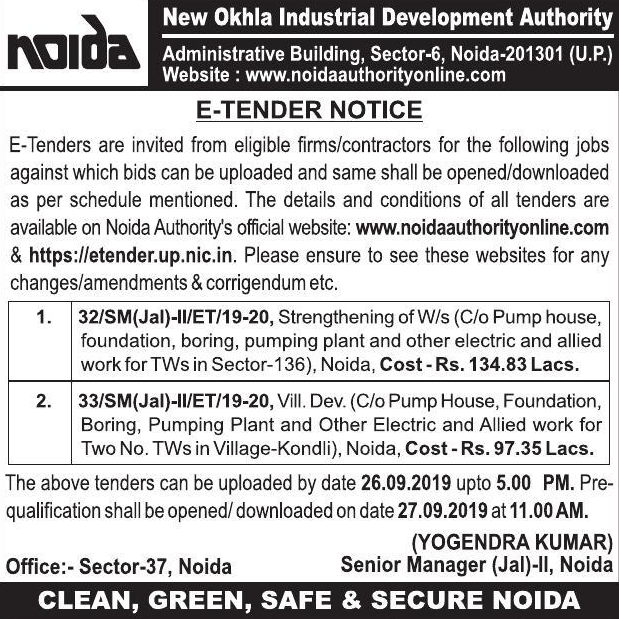 noida
New Okhla Industrial Development Authority
Administrative Building, Sector-6, Noida-201301 (U.P.)
Website : www.noidaauthorityonline.com
E-TENDER NOTICE
E-Tenders are invited from eligible firms/contractors for the following jobs
against which bids can be uploaded and same shall be opened/downloaded
as per schedule mentioned. The details and conditions of all tenders are
available on Noida Authority's official website: www.noidaauthorityonline.com
& https://etender.up.nic.in. Please ensure to see these websites for any
changes/amendments & corrigendum etc.
1. 32/SM(Jal)-II/ET/19-20, Strengthening of W/s (C/o Pump house,
foundation, boring, pumping plant and other electric and allied
work for TWs in Sector-136), Noida, Cost - Rs. 134.83 Lacs.
2. 33/SM(Jal)-II/ET/19-20, Vill. Dev. (C/o Pump House, Foundation,
Boring, Pumping Plant and Other Electric and Allied work for
Two No. TWs in Village-Kondli), Noida, Cost - Rs. 97.35 Lacs.
The above tenders can be uploaded by date 26.09.2019 upto 5.00 PM. Pre-
qualification shall be opened/ downloaded on date 27.09.2019 at 11.00 AM.
(YOGENDRA KUMAR)
Office:- Sector-37, Noida Senior Manager (Jal)-II, Noida
CLEAN, GREEN, SAFE & SECURE NOIDA